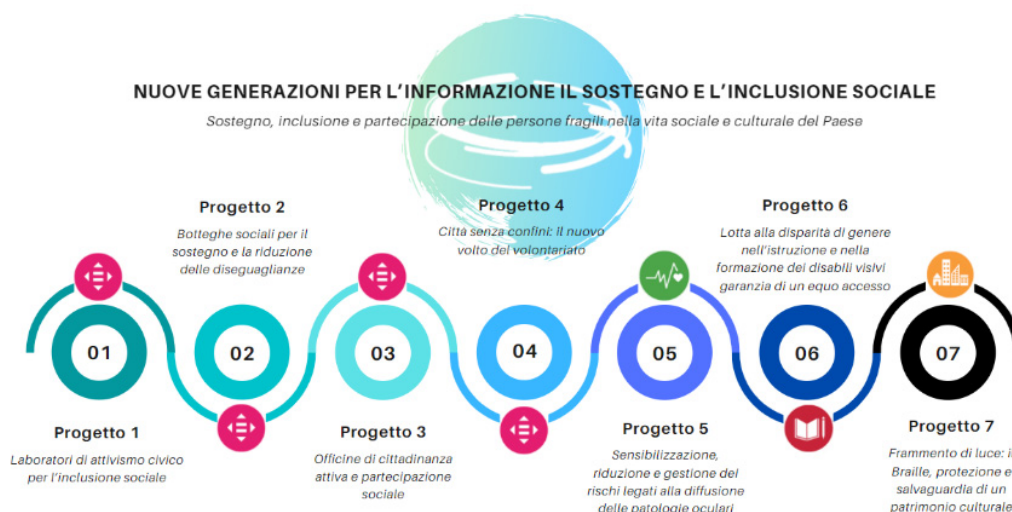 NUOVE GENERAZIONI PER L'INFORMAZIONE IL SOSTEGNO E L'INCLUSIONE SOCIALE
Sostegno, inclusione e partecipazione delle persone fragili nella vita sociale e culturale del Paese
Progetto 2
Botteghe sociali per il
sostegno e la riduzione
delle diseguaglianze
Progetto 4
Città senza confini: il nuovo
volto del volontariato
Progetto 6
Lotta alla disparità di genere
nell'istruzione e nella
formazione dei disabili visivi
garanzia di un equo accesso
01
02
03
04
05
06
07
Progetto 1
Laboratori di attivismo civico
per l'inclusione sociale
Progetto 3
Officine di cittadinanza
attiva e partecipazione
sociale
Progetto 5
Sensibilizzazione,
riduzione e gestione dei
rischi legati alla diffusione
delle patologie oculari
Progetto 7
Frammento di luce: il
Braille, protezione e
salvaguardia di un
patrimonio culturale